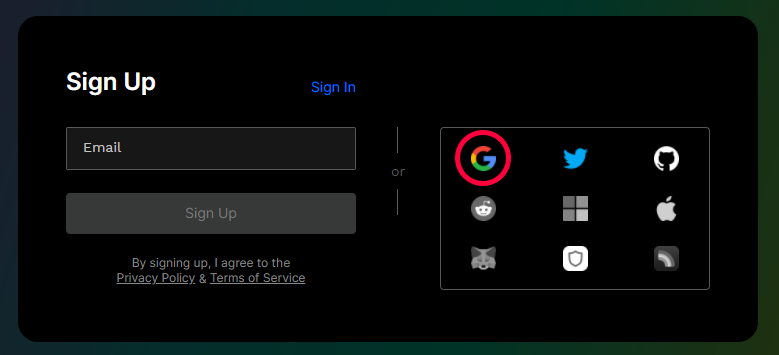 Sign Up
Sign In
Email
or
Sign Up
By signing up, I agree to the
Privacy Policy & Terms of Service